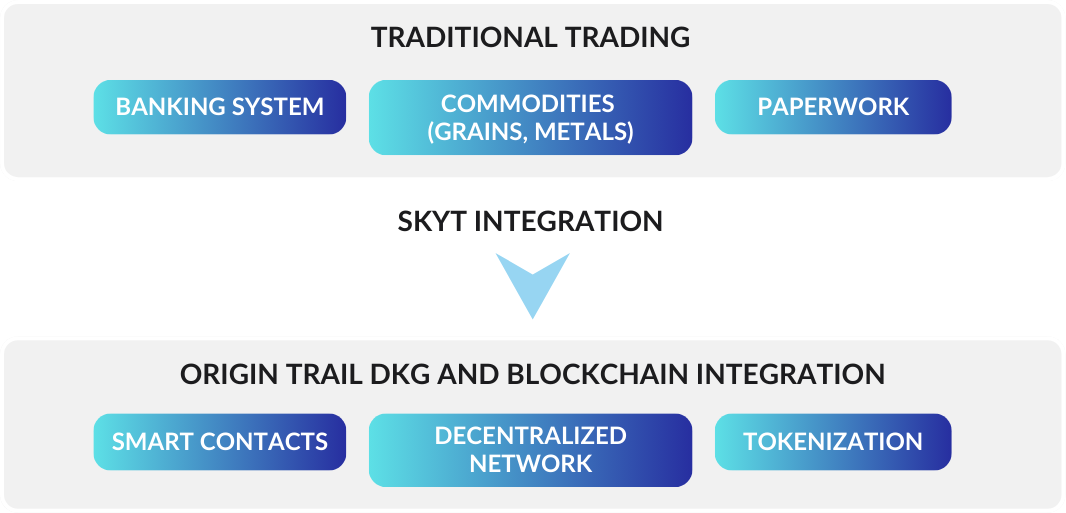 TRADITIONAL TRADING
BANKING SYSTEM
COMMODITIES
(GRAINS, METALS)
PAPERWORK
SKYT INTEGRATION
ORIGIN TRAIL DKG AND BLOCKCHAIN INTEGRATION
SMART CONTACTS
DECENTRALIZED
NETWORK
TOKENIZATION